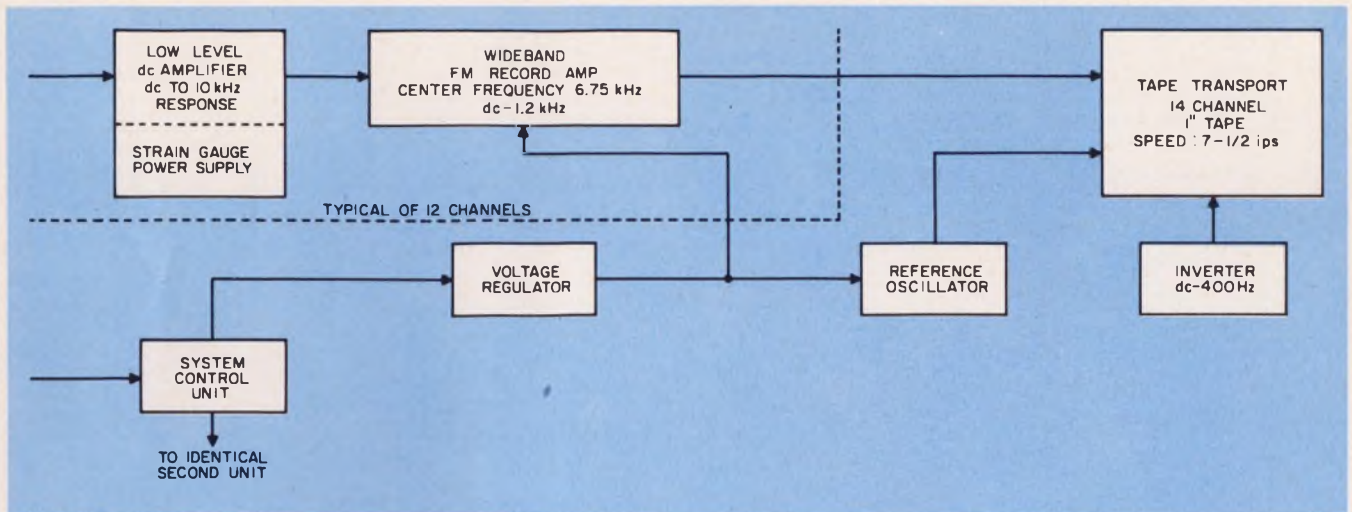 LOW LEVEL
dc AMPLIFIER
dc TO 10 kHz
RESPONSE
STRAIN GAUGE
POWER SUPPLY
WIDEBAND
FM RECORD AMP
CENTER FREQUENCY 6.75 kHz
dc-1.2 kHz
TAPE TRANSPORT
14 CHANNEL
1" TAPE
SPEED : 7-1/2 ips
TYPICAL OF 12 CHANNELS
VOLTAGE
REGULATOR
REFERENCE
OSCILLATOR
INVERTER
dc-400Hz
SYSTEM
CONTROL
UNIT
TO IDENTICAL
SECOND UNIT